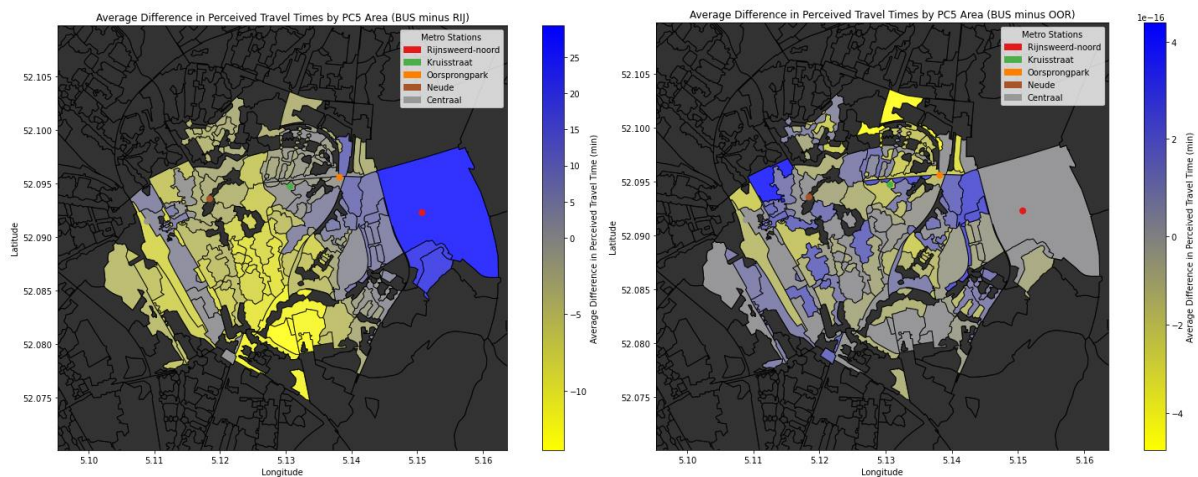 Average Difference in Perceived Travel Times by PC5 Area (BUS minus RIJ)
Metro Stations
Rijnsweerd-noord
Kruisstraat
Oorsprongpark
Neude
Centraal
52.105
52.100
52.095
52.090
52.085
52.080
52.075
Latitude
5.10
5.11
5.12
5.13
5.14
5.15
5.16
Longitude
25
20
15
10
5
0
−5
−10
Average Difference in Perceived Travel Time (min)
Average Difference in Perceived Travel Times by PC5 Area (BUS minus OOR)
Metro Stations
Rijnsweerd-noord
Kruisstraat
Oorsprongpark
Neude
Centraal
52.105
52.100
52.095
52.090
52.085
52.080
52.075
Latitude
5.10
5.11
5.12
5.13
5.14
5.15
5.16
Longitude
1e−16
4
2
0
−2
−4
Average Difference in Perceived Travel Time (min)